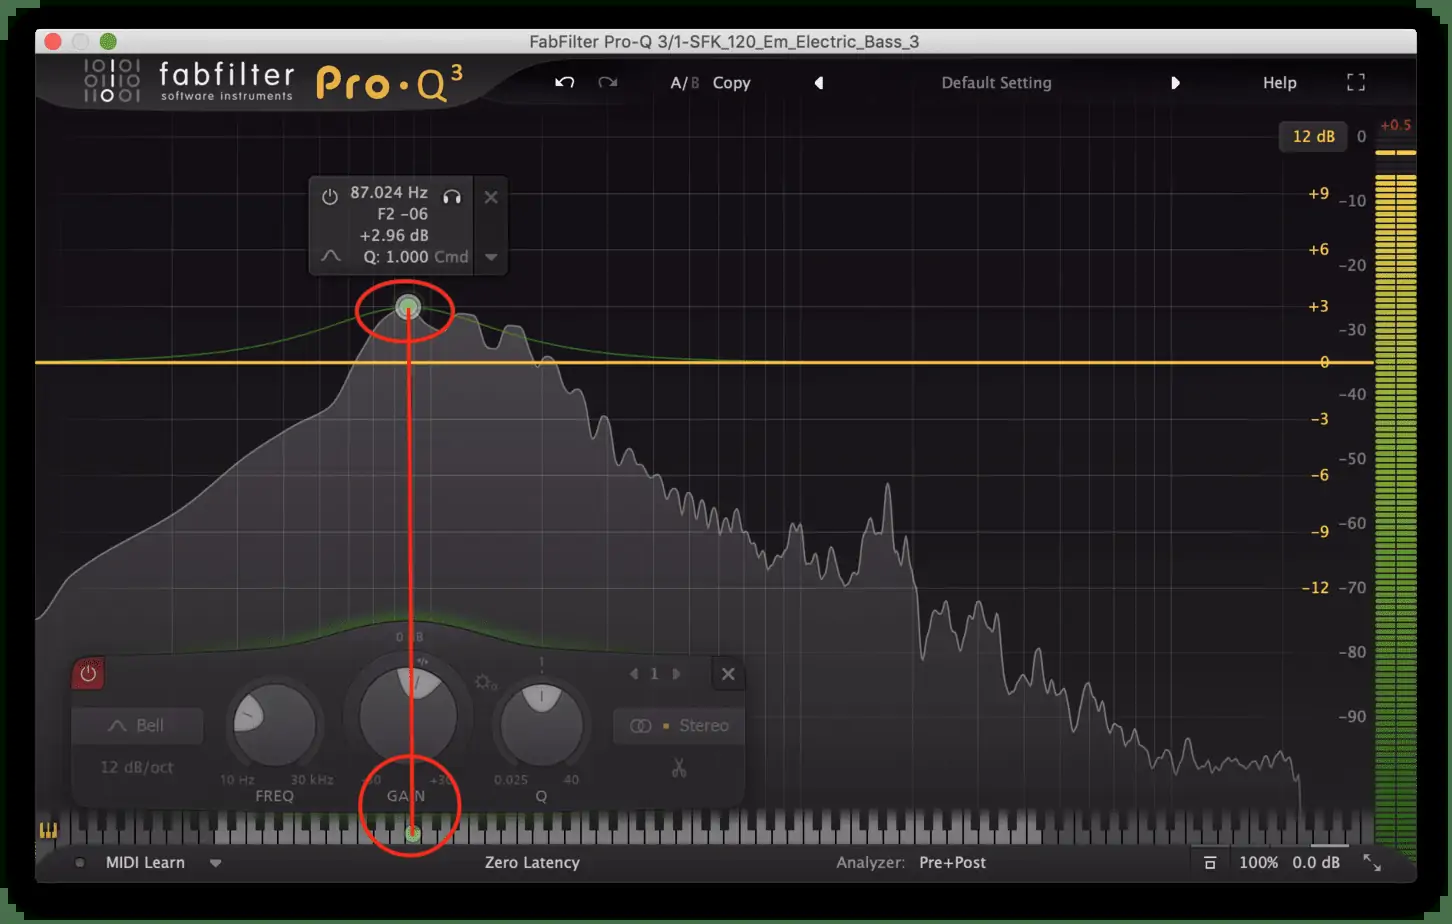 FabFilter Pro-Q 3/1-SFK_120_Em_Electric_Bass_3
fabfilter
software instruments
Pro·Q3
A/B Copy
Default Setting
Help
12 dB
0
+0.5
+9
-10
+6
-20
+3
-30
0
-40
-3
-50
-6
-60
-9
-12
-70
-80
-90
87.024 Hz
F2 -06
+2.96 dB
Q: 1.000 Cmd
1
Bell
Stereo
12 dB/oct
10 Hz 30 kHz
FREQ
+30
GAIN
0.025 40
Q
MIDI Learn
Zero Latency
Analyzer: Pre+Post
100% 0.0 dB